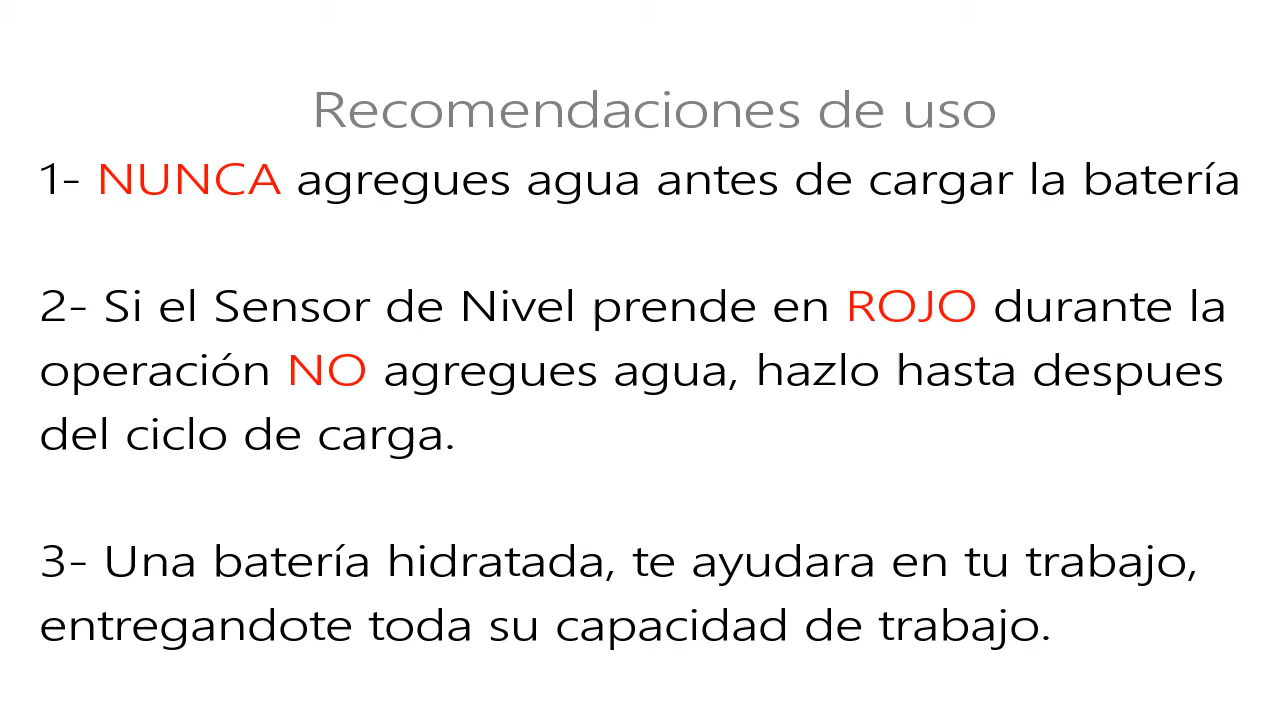 Recomendaciones de uso
1- NUNCA agregues agua antes de cargar la batería
2- Si el Sensor de Nivel prende en ROJO durante la
operación NO agregues agua, hazlo hasta despues
del ciclo de carga.
3- Una batería hidratada, te ayudara en tu trabajo,
entregandote toda su capacidad de trabajo.